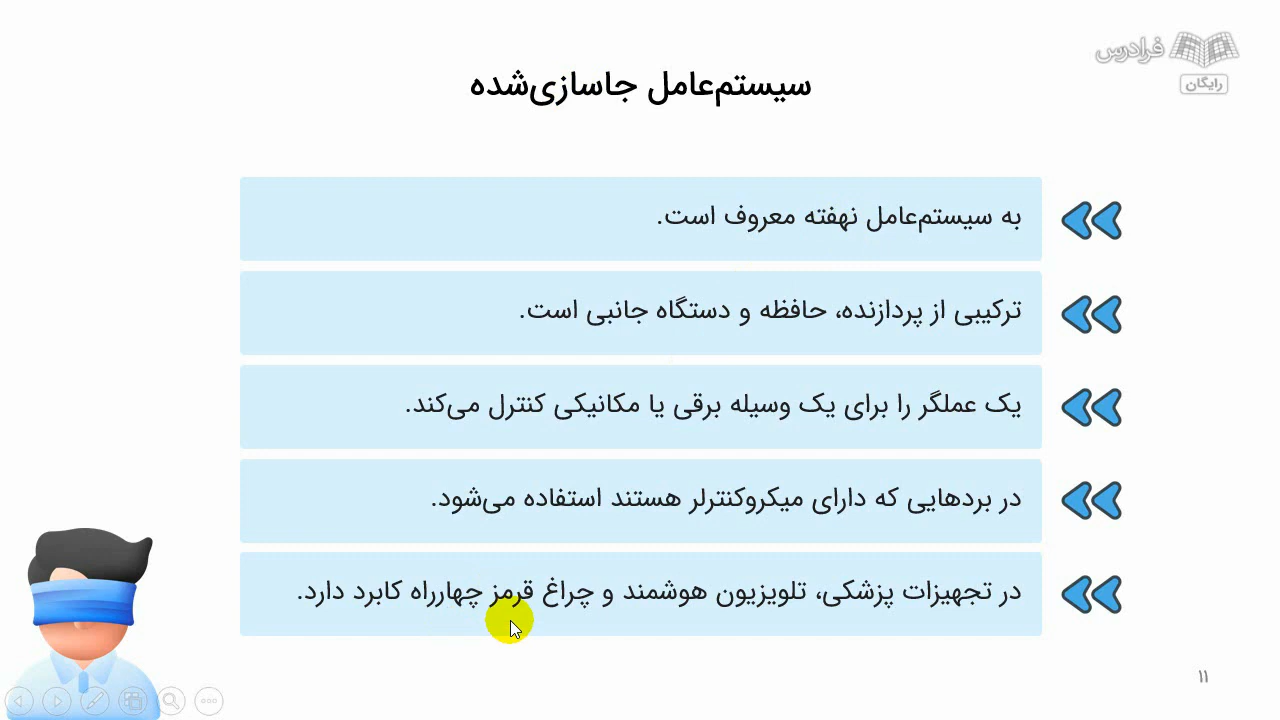 فرادرس
رایگان
سیستم‌عامل جاسازی‌شده
به سیستم‌عامل نهفته معروف است.
ترکیبی از پردازنده، حافظه و دستگاه جانبی است.
یک عملگر را برای یک وسیله برقی یا مکانیکی کنترل می‌کند.
در بردهایی که دارای میکروکنترلر هستند استفاده می‌شود.
در تجهیزات پزشکی، تلویزیون هوشمند و چراغ قرمز چهارراه کابرد دارد.
۱۱